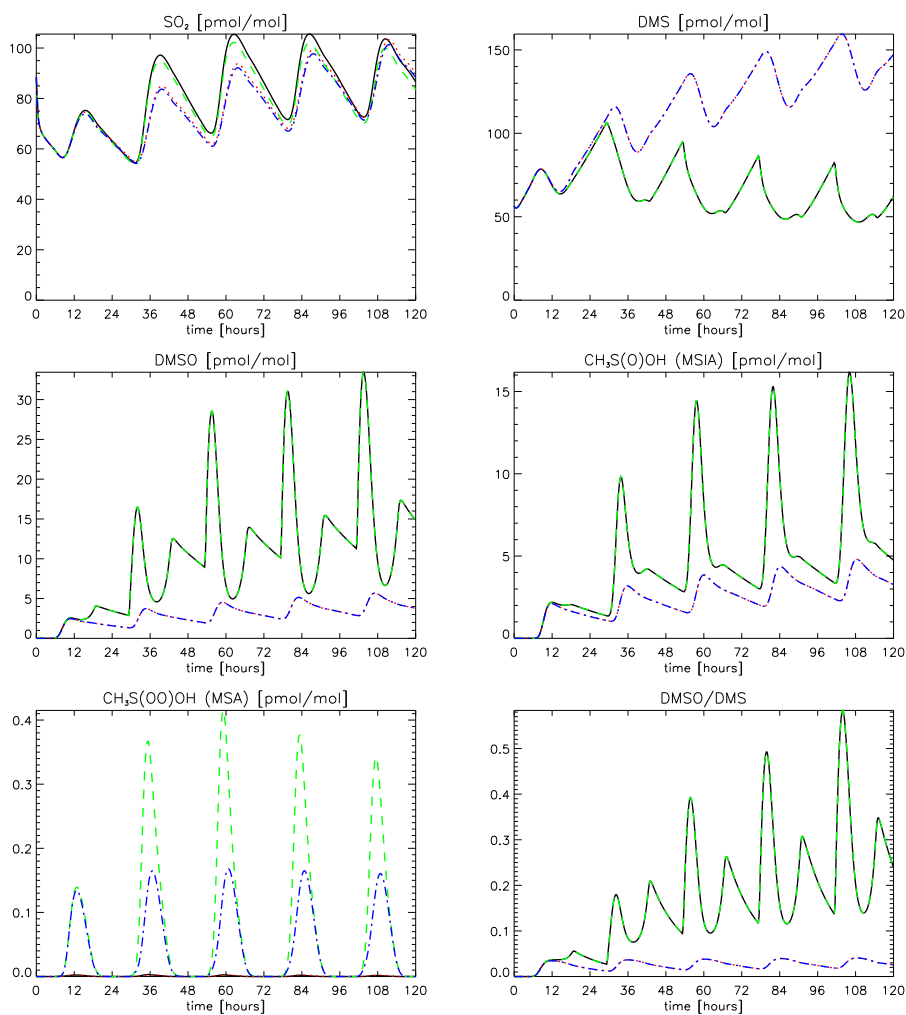 SO₂ [pmol/mol]
100
80
60
40
20
0
0 12 24 36 48 60 72 84 96 108 120
time [hours]
DMS [pmol/mol]
150
100
50
0
0 12 24 36 48 60 72 84 96 108 120
time [hours]
DMSO [pmol/mol]
30
25
20
15
10
5
0
0 12 24 36 48 60 72 84 96 108 120
time [hours]
CH₃S(O)OH (MSIA) [pmol/mol]
15
10
5
0
0 12 24 36 48 60 72 84 96 108 120
time [hours]
CH₃S(OO)OH (MSA) [pmol/mol]
0.4
0.3
0.2
0.1
0.0
0 12 24 36 48 60 72 84 96 108 120
time [hours]
DMSO/DMS
0.5
0.4
0.3
0.2
0.1
0.0
0 12 24 36 48 60 72 84 96 108 120
time [hours]